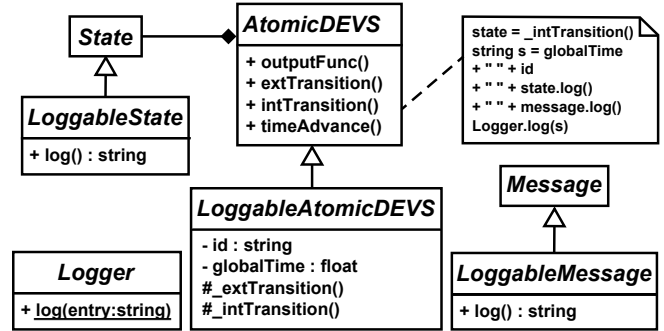 State
AtomicDEVS
+ outputFunc()
+ extTransition()
+ intTransition()
+ timeAdvance()
state = _intTransition()
string s = globalTime
+ " " + id
+ " " + state.log()
+ " " + message.log()
Logger.log(s)
LoggableState
+ log() : string
Message
LoggableAtomicDEVS
- id : string
- globalTime : float
#_extTransition()
#_intTransition()
Logger
+ log(entry:string)
LoggableMessage
+ log() : string